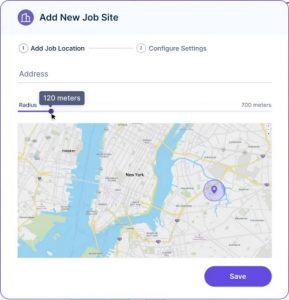 Add New Job Site
1 Add Job Location
2 Configure Settings
Address
120 meters
Radius
700 meters
New York
Save